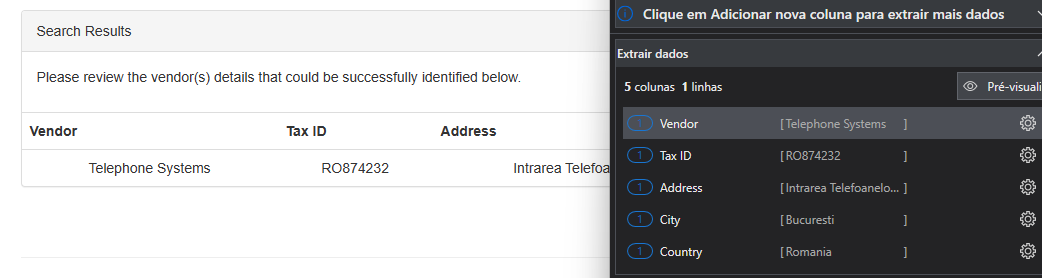 Search Results
Please review the vendor(s) details that could be successfully identified below.
Vendor Tax ID Address
Telephone Systems RO874232 Intrarea Telefoa
Clique em Adicionar nova coluna para extrair mais dados
Extrair dados
5 colunas 1 linhas
Pré-visuali
1 Vendor [ Telephone Systems ]
1 Tax ID [ RO874232 ]
1 Address [ Intrarea Telefoanelo... ]
1 City [ Bucuresti ]
1 Country [ Romania ]